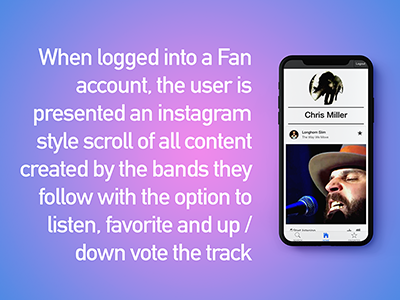 When logged into a Fan
account, the user is
presented an instagram
style scroll of all content
created by the bands they
follow with the option to
listen, favorite and up /
down vote the track
Logout
Chris Miller
Longhorn Slim
The Way We Move